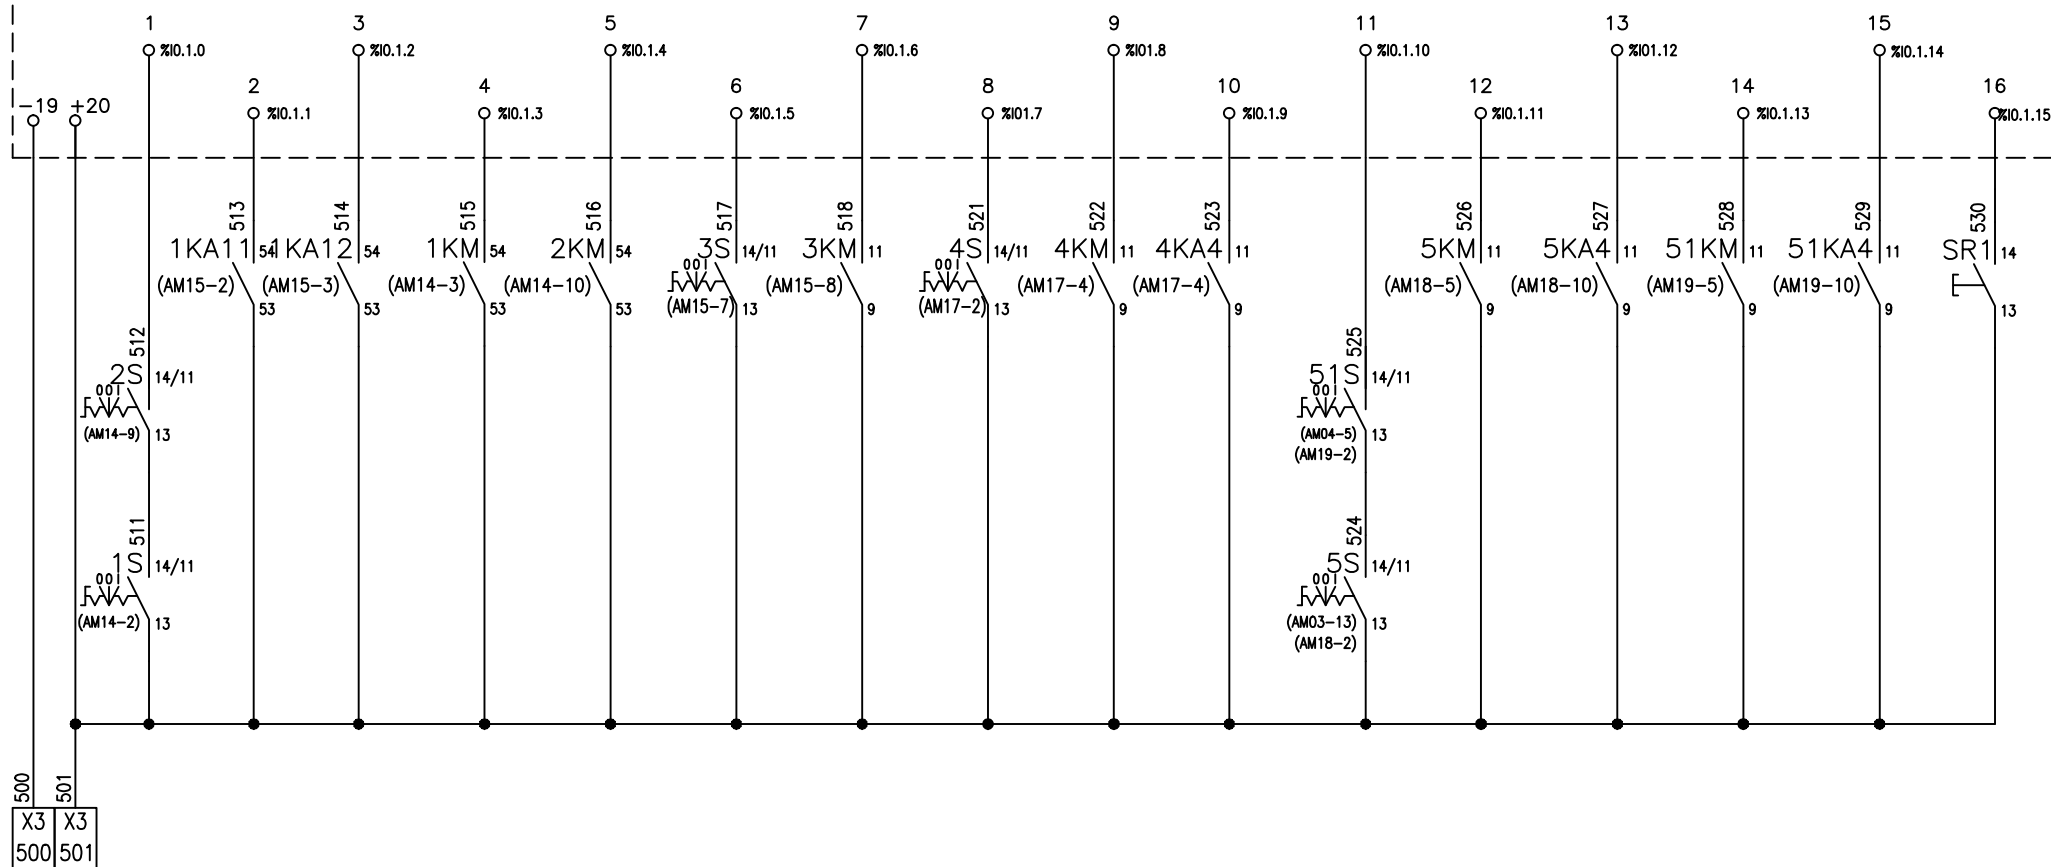 1 3 5 7 9 11 13 15
%I0.1.0 %I0.1.2 %I0.1.4 %I0.1.6 %I01.8 %I0.1.10 %I01.12 %I0.1.14
2 4 6 8 10 12 14 16
-19 +20
%I0.1.1 %I0.1.3 %I0.1.5 %I01.7 %I0.1.9 %I0.1.11 %I0.1.13 %I0.1.15
513 514 515 516 517 518 521 522 523 526 527 528 529 530
1KA11 54 1KA12 54 1KM 54 2KM 54 3S 14/11 3KM 11 4S 14/11 4KM 11 4KA4 11 5KM 11 5KA4 11 51KM 11 51KA4 11 SR1 14
001 001
(AM15-2) (AM15-3) (AM14-3) (AM14-10) (AM15-8) (AM17-4) (AM17-4) (AM18-5) (AM18-10) (AM19-5) (AM19-10)
(AM15-7) (AM17-2)
53 53 53 53 13 9 13 9 9 9 9 9 9 13
512 525
2S 14/11 51S 14/11
001 001
(AM14-9) 13 (AM04-5) 13
(AM19-2)
511 524
1S 14/11 5S 14/11
001 001
(AM14-2) 13 (AM03-13) 13
(AM18-2)
500 501
X3 X3
500 501